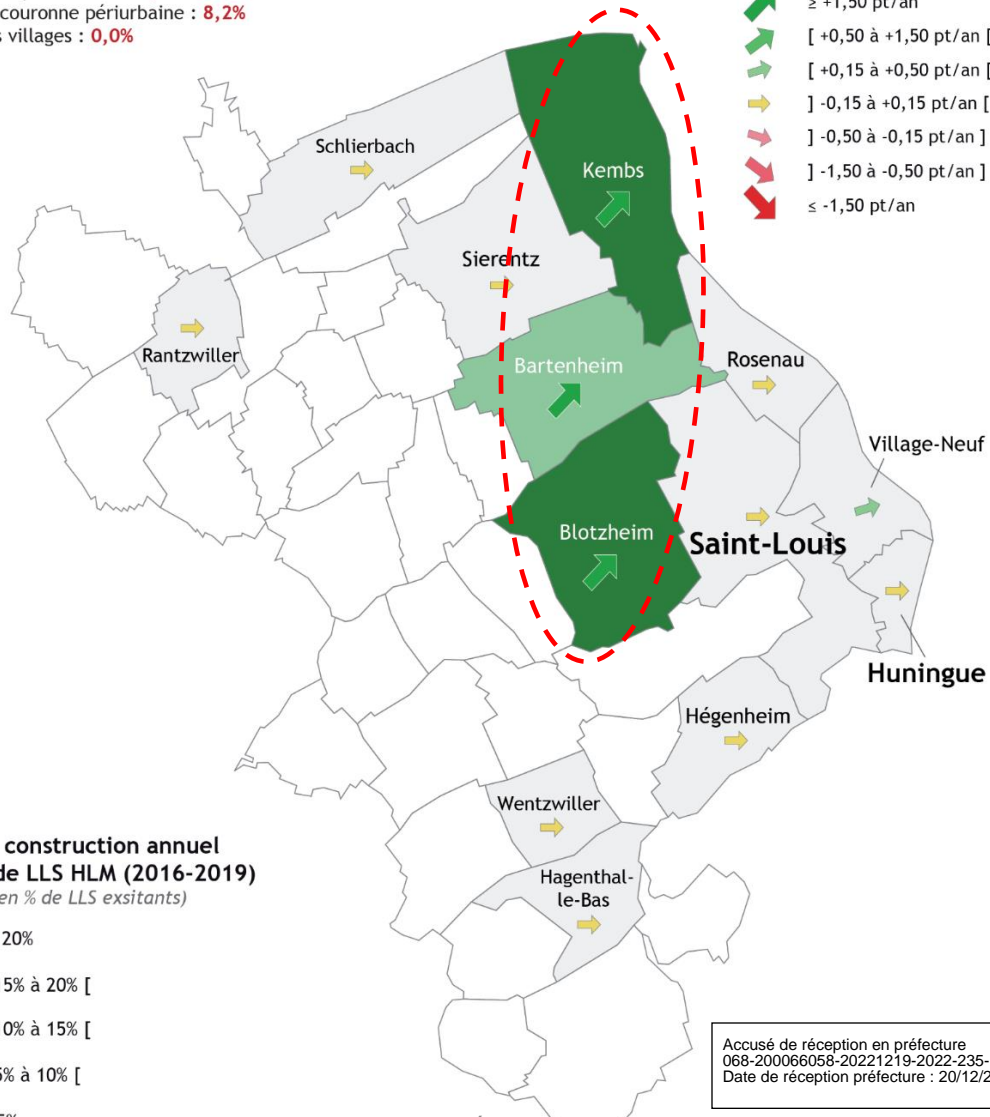 couronne périurbaine : 8,2%
s villages : 0,0%
≥ +1,50 pt/an
[ +0,50 à +1,50 pt/an [
[ +0,15 à +0,50 pt/an [
] -0,15 à +0,15 pt/an [
] -0,50 à -0,15 pt/an ]
] -1,50 à -0,50 pt/an ]
≤ -1,50 pt/an
Schlierbach
Kembs
Sierentz
Rantzwiller
Bartenheim
Rosenau
Village-Neuf
Blotzheim
Saint-Louis
Huningue
Hégenheim
Wentzwiller
Hagenthal-
le-Bas
construction annuel
de LLS HLM (2016-2019)
en % de LLS exsitants)
20%
5% à 20% [
0% à 15% [
5% à 10% [
Accusé de réception en préfecture
068-200066058-20221219-2022-235-
Date de réception préfecture : 20/12/2